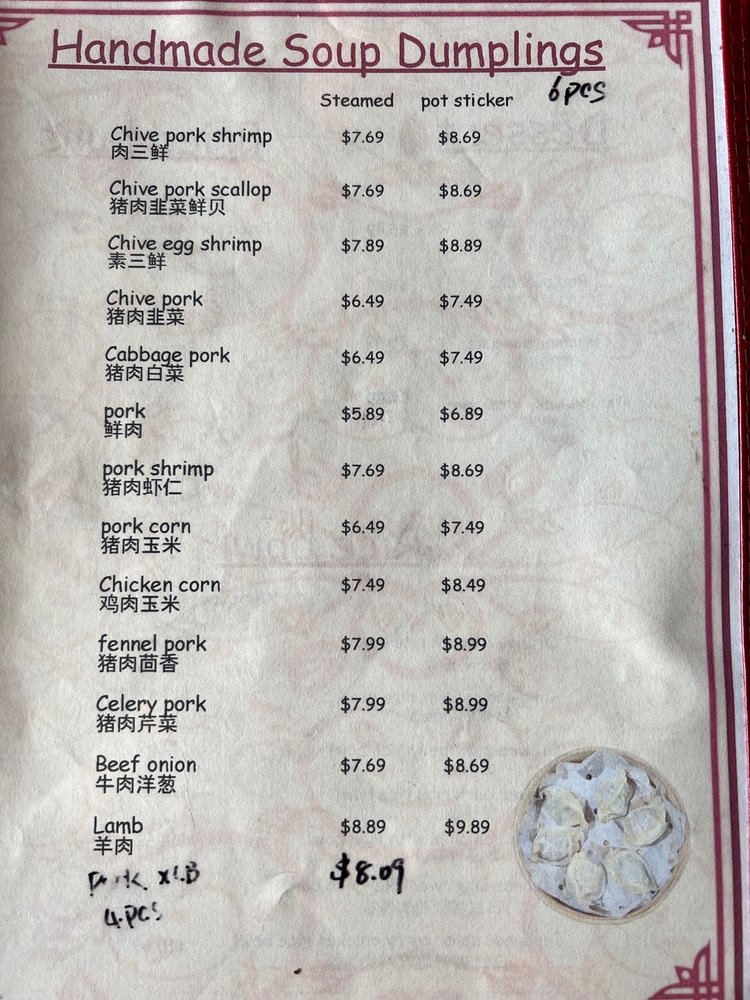 Handmade Soup Dumplings
Steamed pot sticker 6pcs
Chive pork shrimp $7.69 $8.69
肉三鲜
Chive pork scallop $7.69 $8.69
猪肉韭菜鲜贝
Chive egg shrimp $7.89 $8.89
素三鲜
Chive pork $6.49 $7.49
猪肉韭菜
Cabbage pork $6.49 $7.49
猪肉白菜
pork $5.89 $6.89
鲜肉
pork shrimp $7.69 $8.69
猪肉虾仁
pork corn $6.49 $7.49
猪肉玉米
Chicken corn $7.49 $8.49
鸡肉玉米
fennel pork $7.99 $8.99
猪肉茴香
Celery pork $7.99 $8.99
猪肉芹菜
Beef onion $7.69 $8.69
牛肉洋葱
Lamb $8.89 $9.89
羊肉
Pork XLB $8.09
4pcs